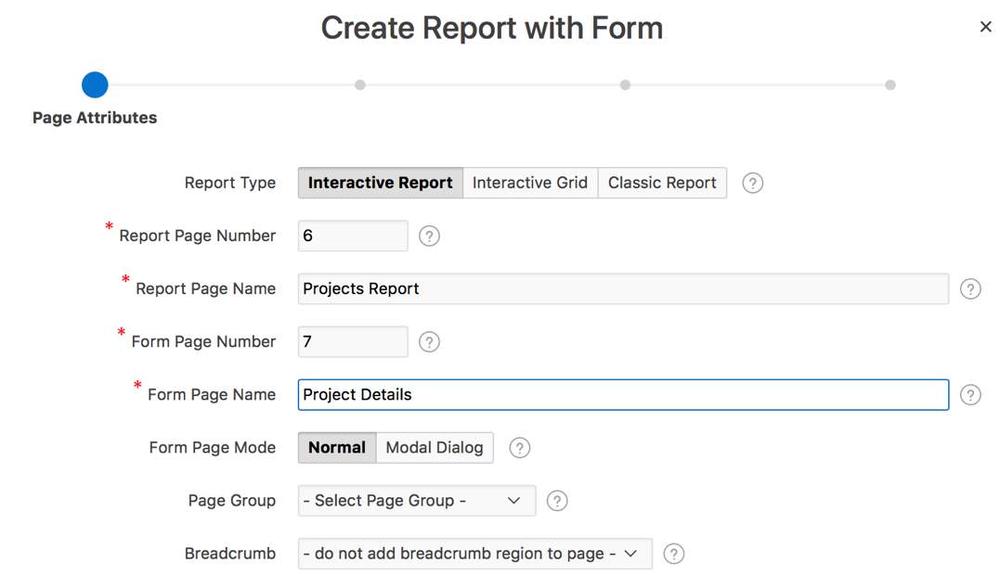 Create Report with Form
Page Attributes
Report Type Interactive Report Interactive Grid Classic Report ?
* Report Page Number 6 ?
* Report Page Name Projects Report ?
* Form Page Number 7 ?
* Form Page Name Project Details ?
Form Page Mode Normal Modal Dialog ?
Page Group - Select Page Group - ?
Breadcrumb - do not add breadcrumb region to page - ?